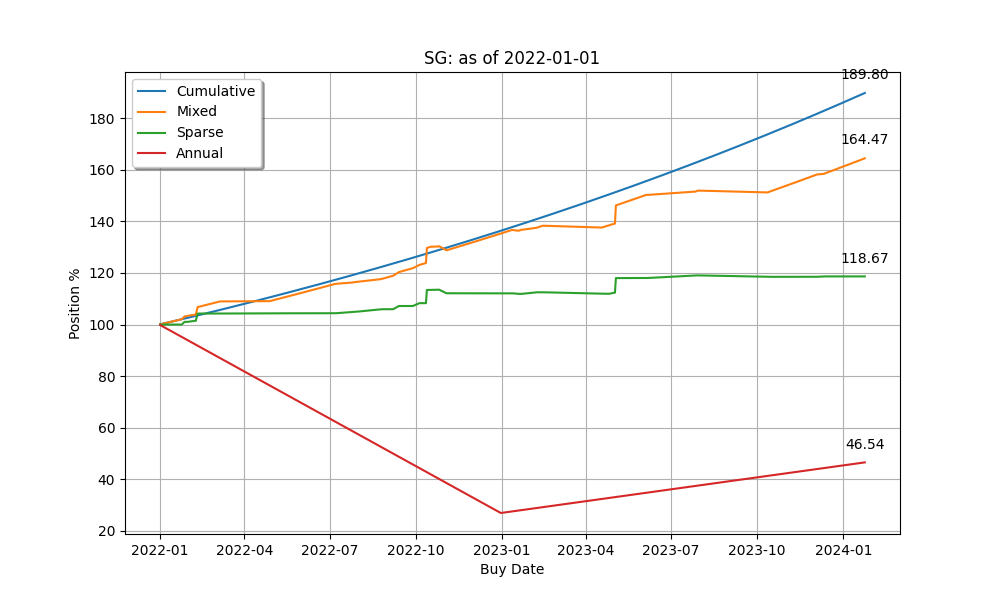 SG: as of 2022-01-01
Cumulative
Mixed
Sparse
Annual
189.80
164.47
118.67
46.54
Position %
180
160
140
120
100
80
60
40
20
2022-01 2022-04 2022-07 2022-10 2023-01 2023-04 2023-07 2023-10 2024-01
Buy Date